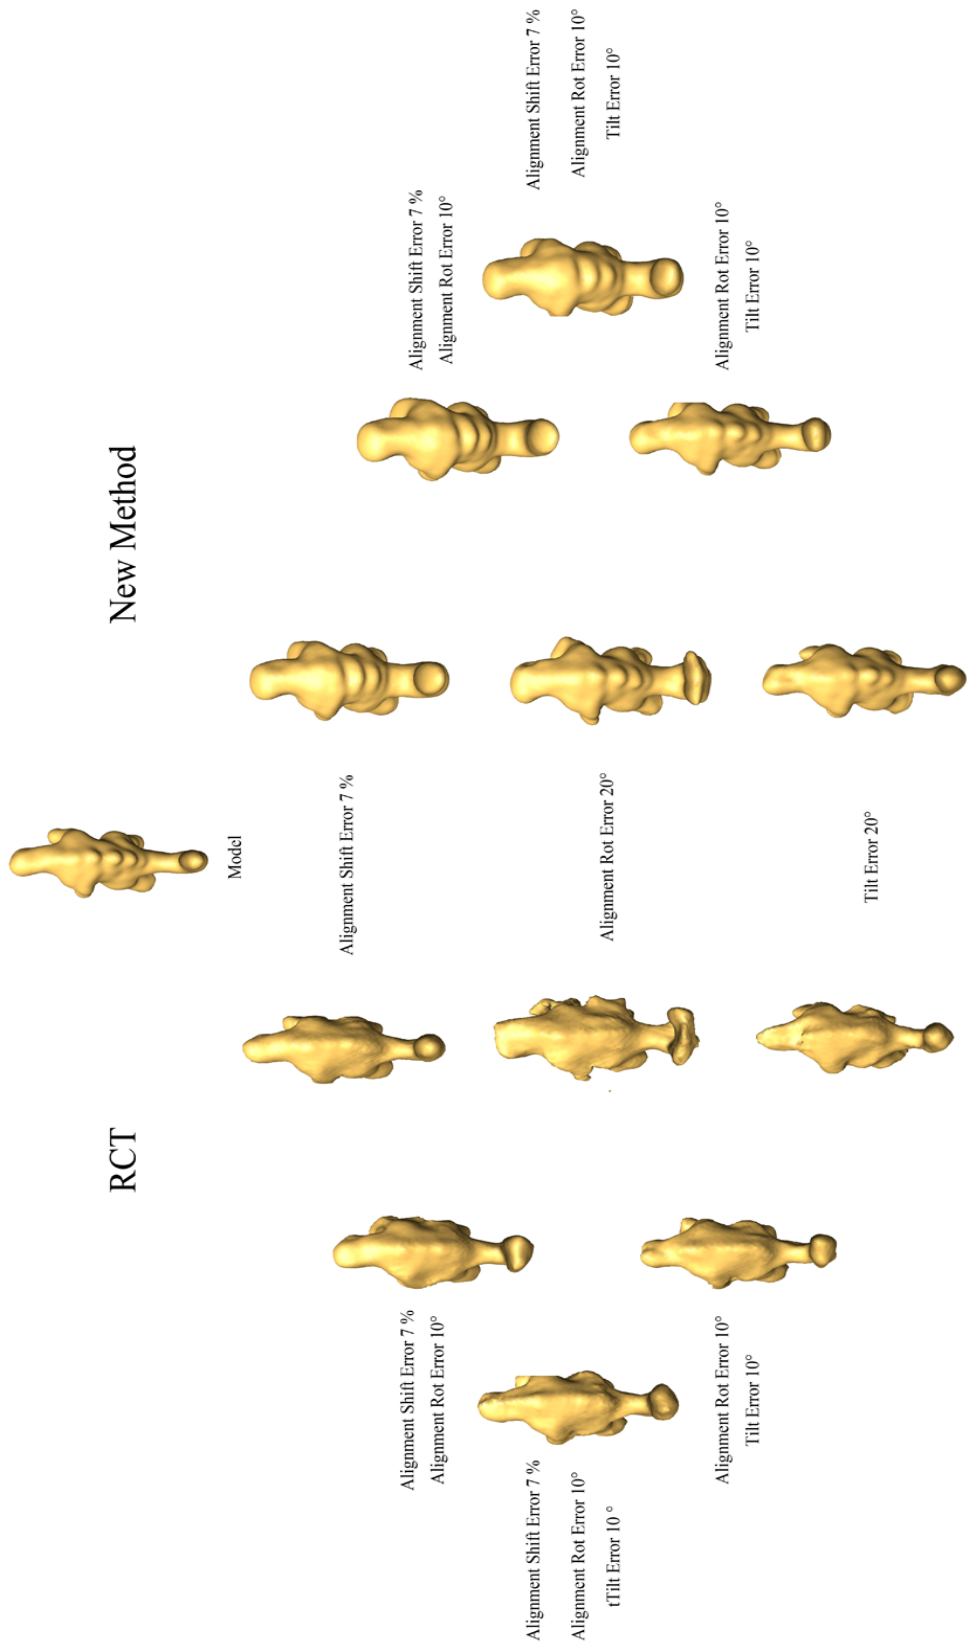 RCT
New Method
Model
Alignment Shift Error 7 %
Alignment Rot Error 20°
Tilt Error 20°
Alignment Shift Error 7 %
Alignment Rot Error 10°
Alignment Shift Error 7 %
Alignment Rot Error 10°
tTilt Error 10 °
Alignment Rot Error 10°
Tilt Error 10°
Alignment Shift Error 7 %
Alignment Rot Error 10°
Alignment Shift Error 7 %
Alignment Rot Error 10°
Tilt Error 10°
Alignment Rot Error 10°
Tilt Error 10°